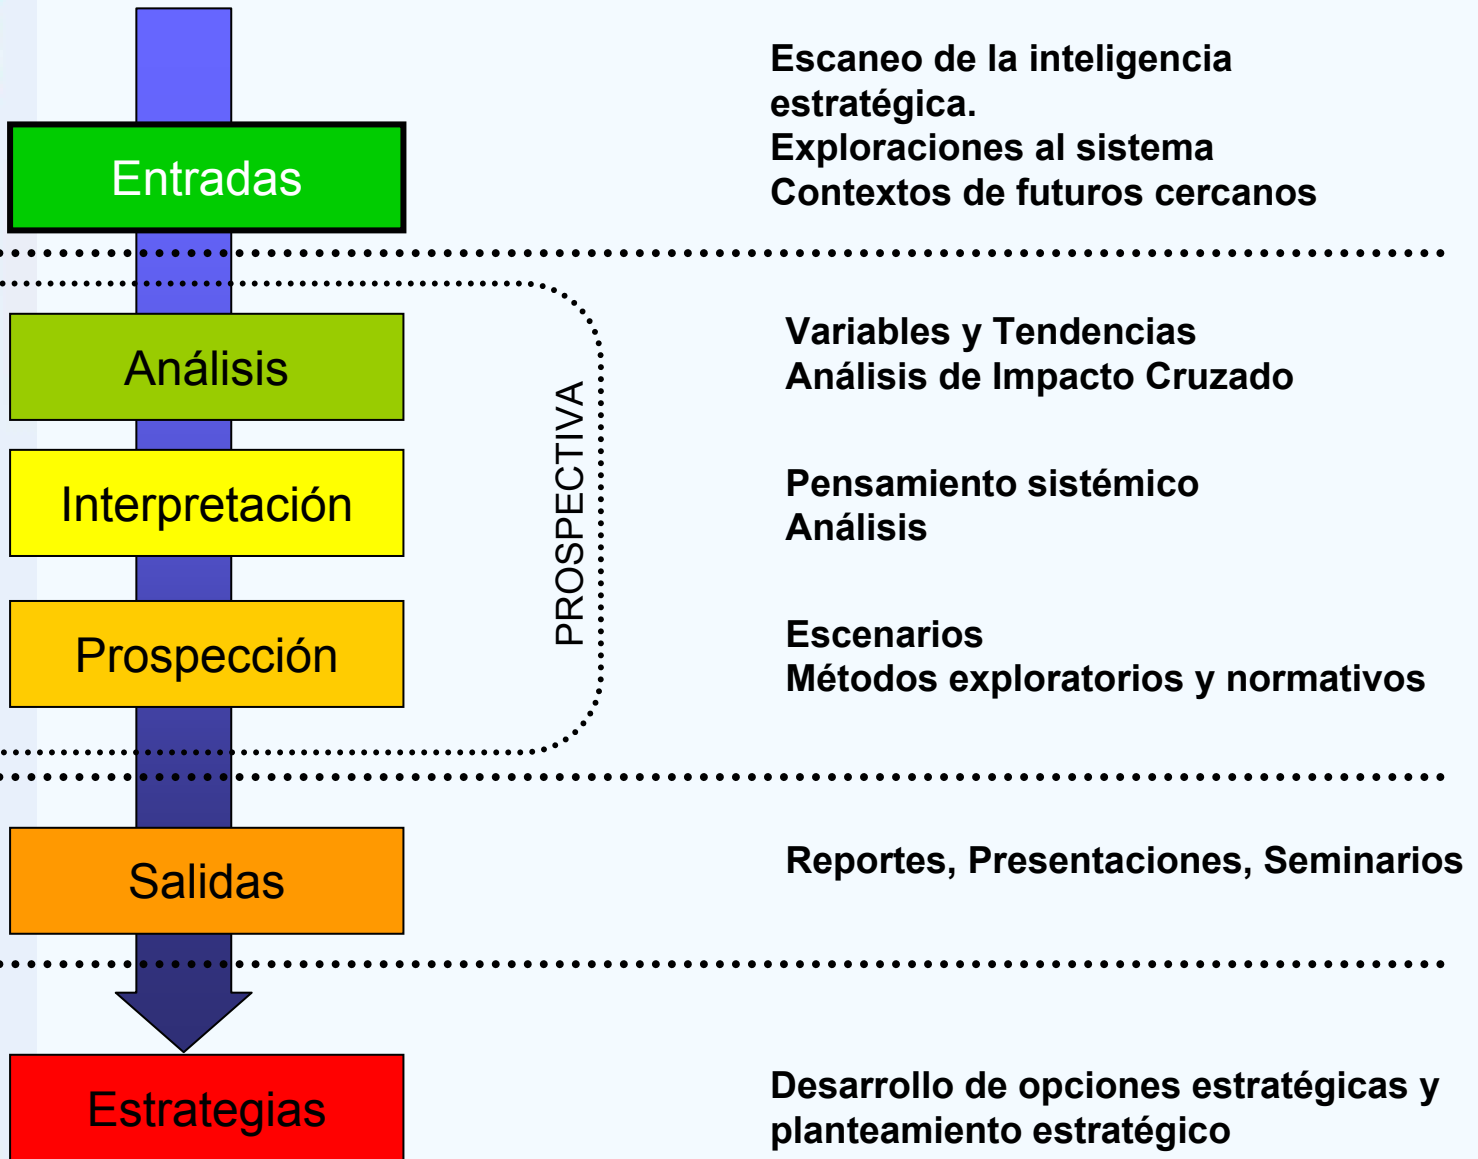 Entradas
Escaneo de la inteligencia
estratégica.
Exploraciones al sistema
Contextos de futuros cercanos
Análisis
Variables y Tendencias
Análisis de Impacto Cruzado
PROSPECTIVA
Interpretación
Pensamiento sistémico
Análisis
Prospección
Escenarios
Métodos exploratorios y normativos
Salidas
Reportes, Presentaciones, Seminarios
Estrategias
Desarrollo de opciones estratégicas y
planteamiento estratégico